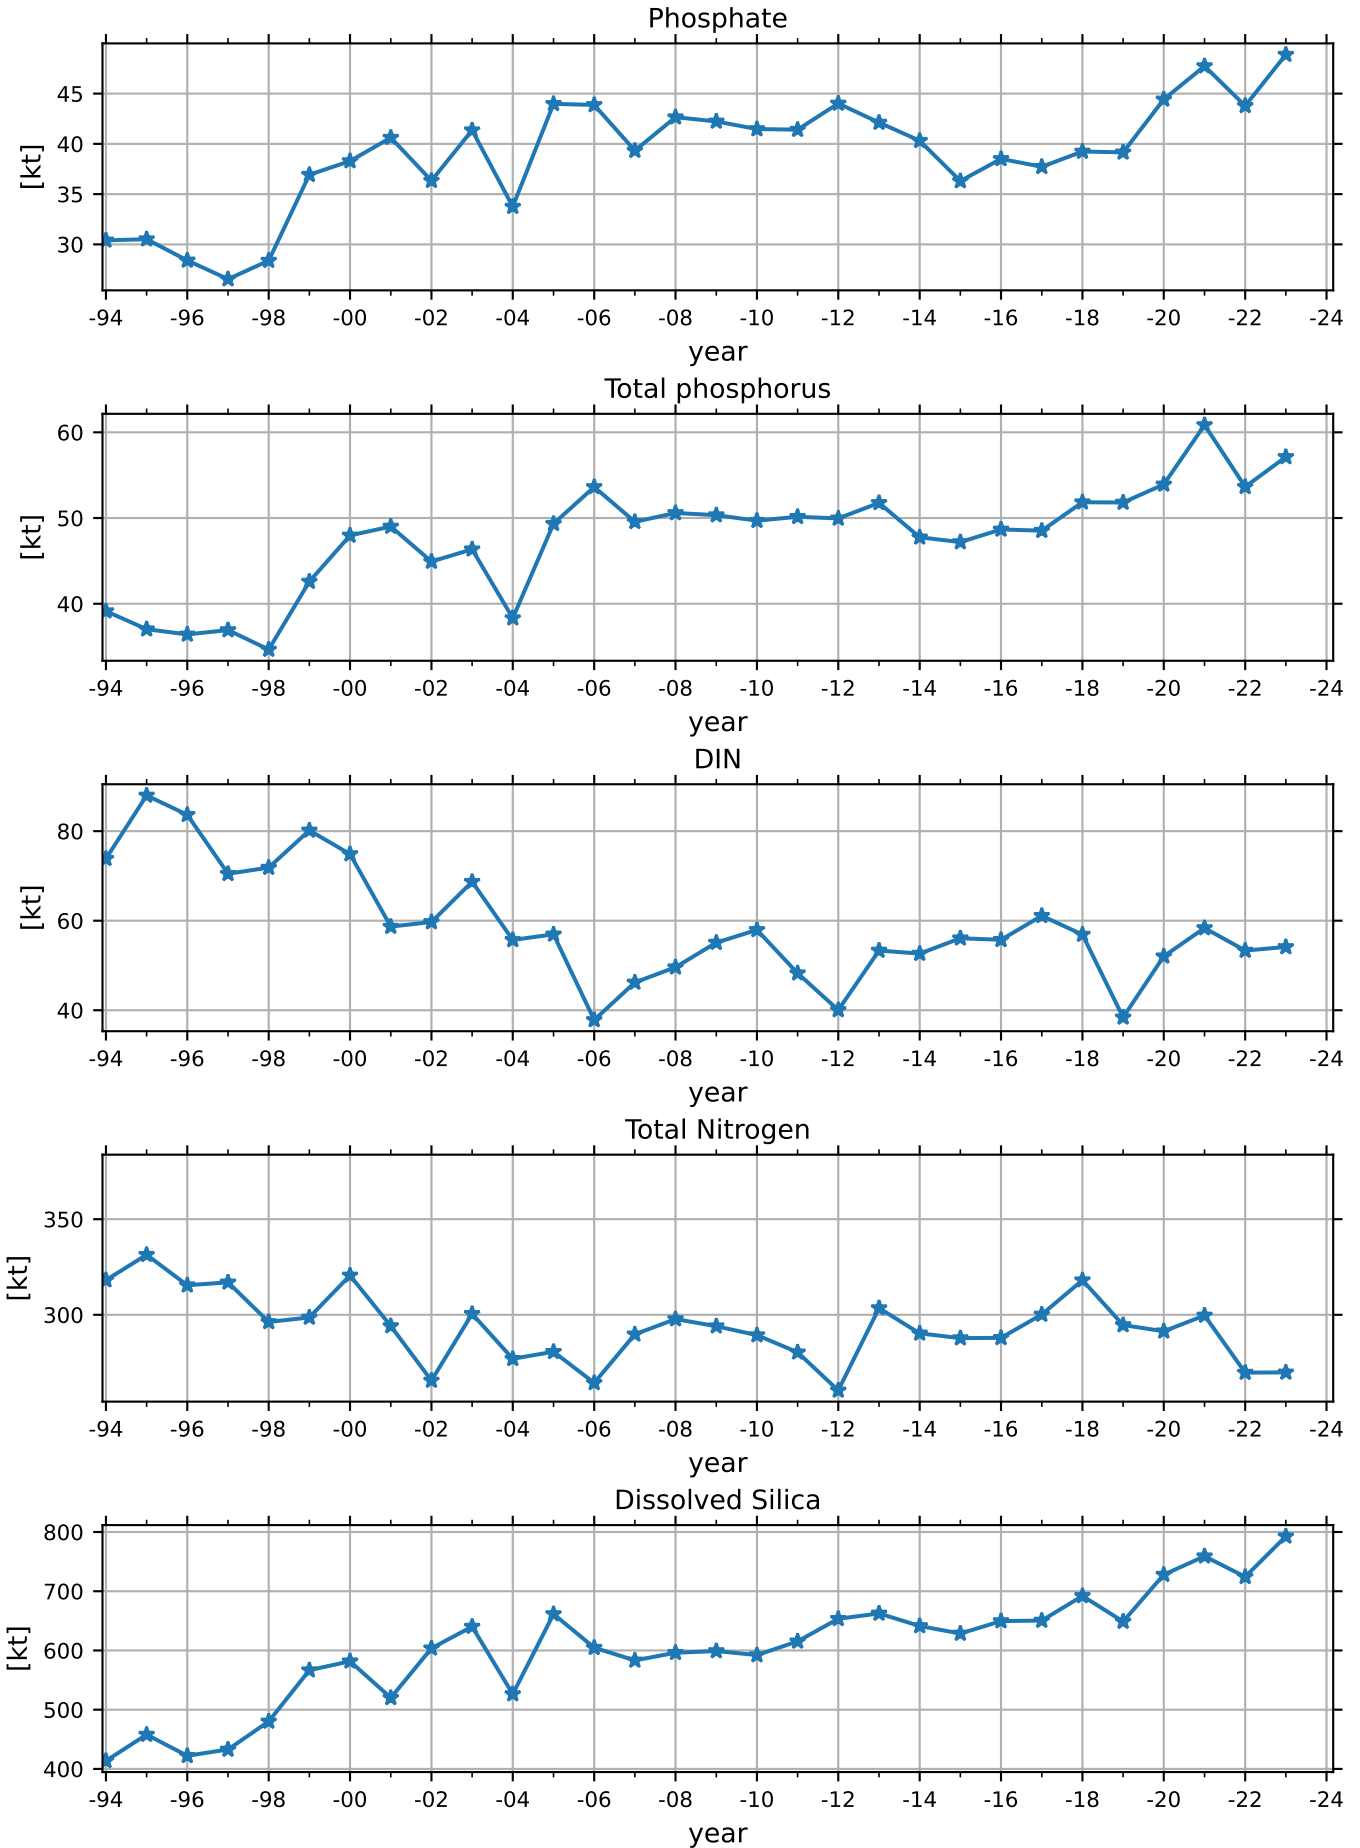 Phosphate
45
40
35
30
[kt]
-94 -96 -98 -00 -02 -04 -06 -08 -10 -12 -14 -16 -18 -20 -22 -24
year
Total phosphorus
60
50
40
[kt]
-94 -96 -98 -00 -02 -04 -06 -08 -10 -12 -14 -16 -18 -20 -22 -24
year
DIN
80
60
40
[kt]
-94 -96 -98 -00 -02 -04 -06 -08 -10 -12 -14 -16 -18 -20 -22 -24
year
Total Nitrogen
350
300
[kt]
-94 -96 -98 -00 -02 -04 -06 -08 -10 -12 -14 -16 -18 -20 -22 -24
year
Dissolved Silica
800
700
600
500
400
[kt]
-94 -96 -98 -00 -02 -04 -06 -08 -10 -12 -14 -16 -18 -20 -22 -24
year